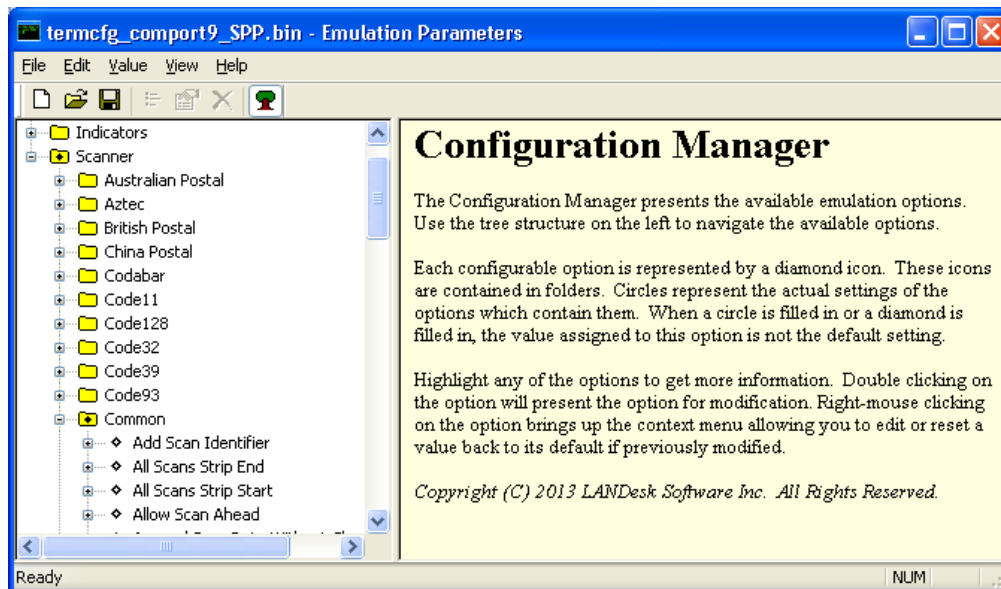 termcfg_comport9_SPP.bin - Emulation Parameters
File Edit Value View Help
Indicators
Scanner
Australian Postal
Aztec
British Postal
China Postal
Codabar
Code11
Code128
Code32
Code39
Code93
Common
Add Scan Identifier
All Scans Strip End
All Scans Strip Start
Allow Scan Ahead
Configuration Manager
The Configuration Manager presents the available emulation options.
Use the tree structure on the left to navigate the available options.
Each configurable option is represented by a diamond icon. These icons
are contained in folders. Circles represent the actual settings of the
options which contain them. When a circle is filled in or a diamond is
filled in, the value assigned to this option is not the default setting.
Highlight any of the options to get more information. Double clicking on
the option will present the option for modification. Right-mouse clicking
on the option brings up the context menu allowing you to edit or reset a
value back to its default if previously modified.
Copyright (C) 2013 LANDesk Software Inc. All Rights Reserved.
Ready
NUM